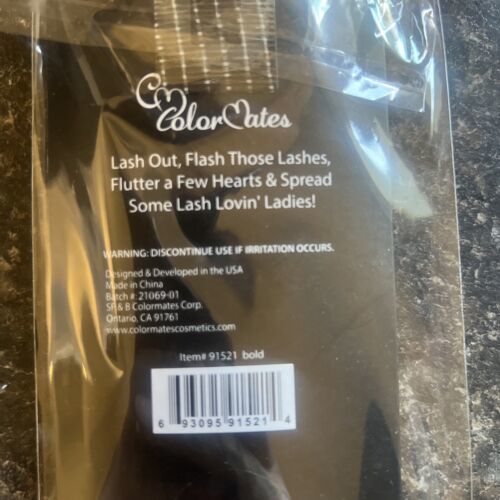 CM
ColorMates
Lash Out, Flash Those Lashes,
Flutter a Few Hearts & Spread
Some Lash Lovin' Ladies!
WARNING: DISCONTINUE USE IF IRRITATION OCCURS.
Designed & Developed in the USA
Made in China
Batch #: 21069-01
SF & B Colormates Corp.
Ontario, CA 91761
www.colormatescosmetics.com
Item# 91521 bold
6 93095 91521 4